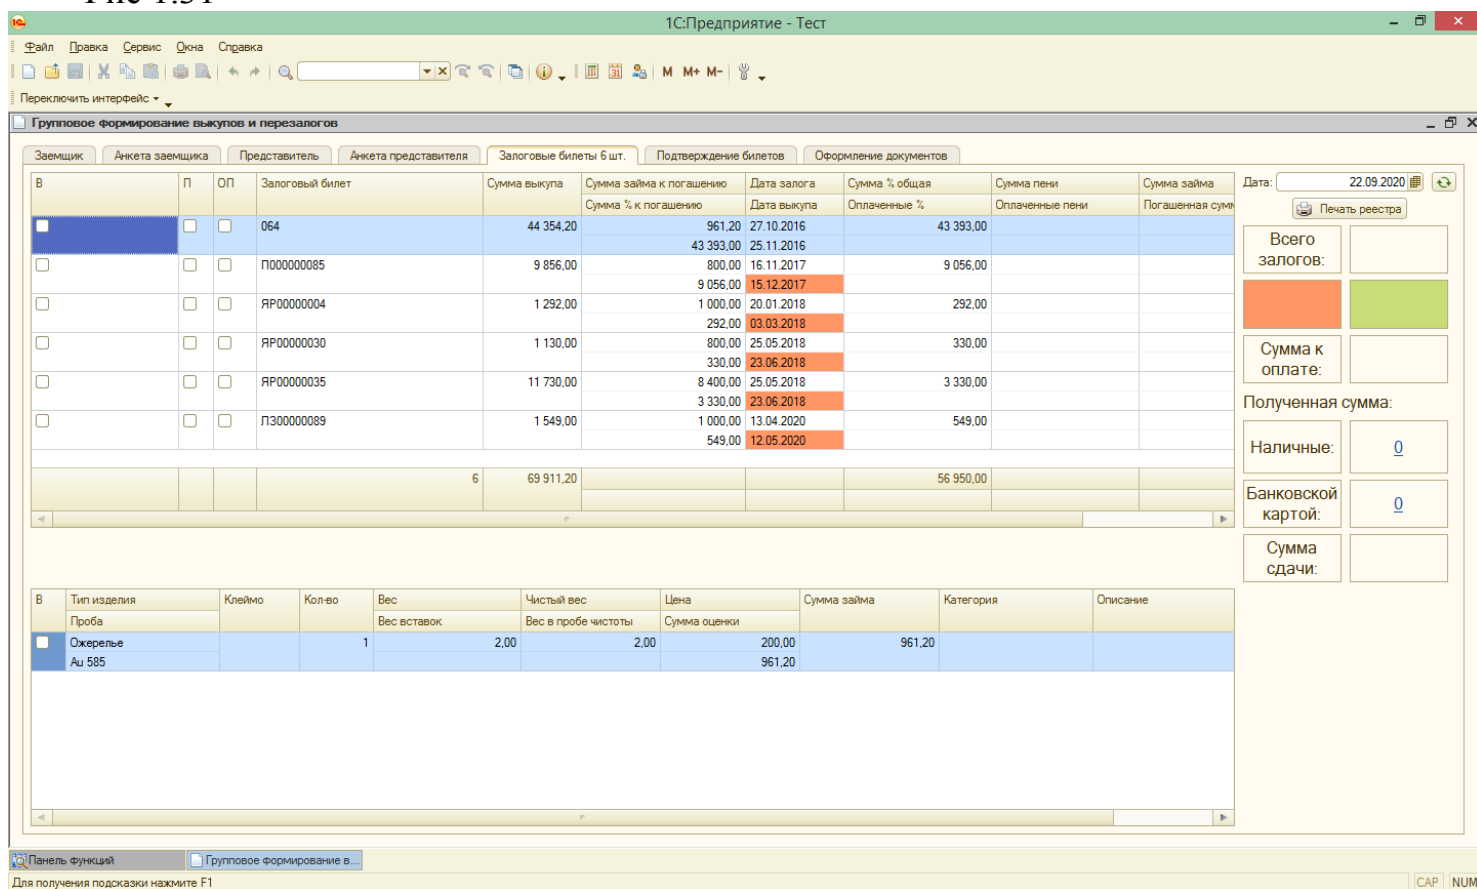 1С:Предприятие - Тест
Файл Правка Сервис Окна Справка
M M+ M-
Переключить интерфейс
Групповое формирование выкупов и перезалогов
Заемщик Анкета заемщика Представитель Анкета представителя Залоговые билеты 6 шт. Подтверждение билетов Оформление документов
В П ОП Залоговый билет Сумма выкупа Сумма займа к погашению Дата залога Сумма % общая Сумма пени Сумма займа
Сумма % к погашению Дата выкупа Оплаченные % Оплаченные пени Погашенная сумм
064 44 354,20 961,20 27.10.2016 43 393,00
43 393,00 25.11.2016
П000000085 9 856,00 800,00 16.11.2017 9 056,00
9 056,00 15.12.2017
ЯР00000004 1 292,00 1 000,00 20.01.2018 292,00
292,00 03.03.2018
ЯР00000030 1 130,00 800,00 25.05.2018 330,00
330,00 23.06.2018
ЯР00000035 11 730,00 8 400,00 25.05.2018 3 330,00
3 330,00 23.06.2018
ПЗ00000089 1 549,00 1 000,00 13.04.2020 549,00
549,00 12.05.2020
6 69 911,20 56 950,00
Дата: 22.09.2020
Печать реестра
Всего
залогов:
Сумма к
оплате:
Полученная сумма:
Наличные: 0
Банковской
картой: 0
Сумма
сдачи:
В Тип изделия Клеймо Кол-во Вес Чистый вес Цена Сумма займа Категория Описание
Проба Вес вставок Вес в пробе чистоты Сумма оценки
Ожерелье 1 2,00 2,00 200,00 961,20
Au 585 961,20
Панель функций Групповое формирование в...
Для получения подсказки нажмите F1
CAP NUM